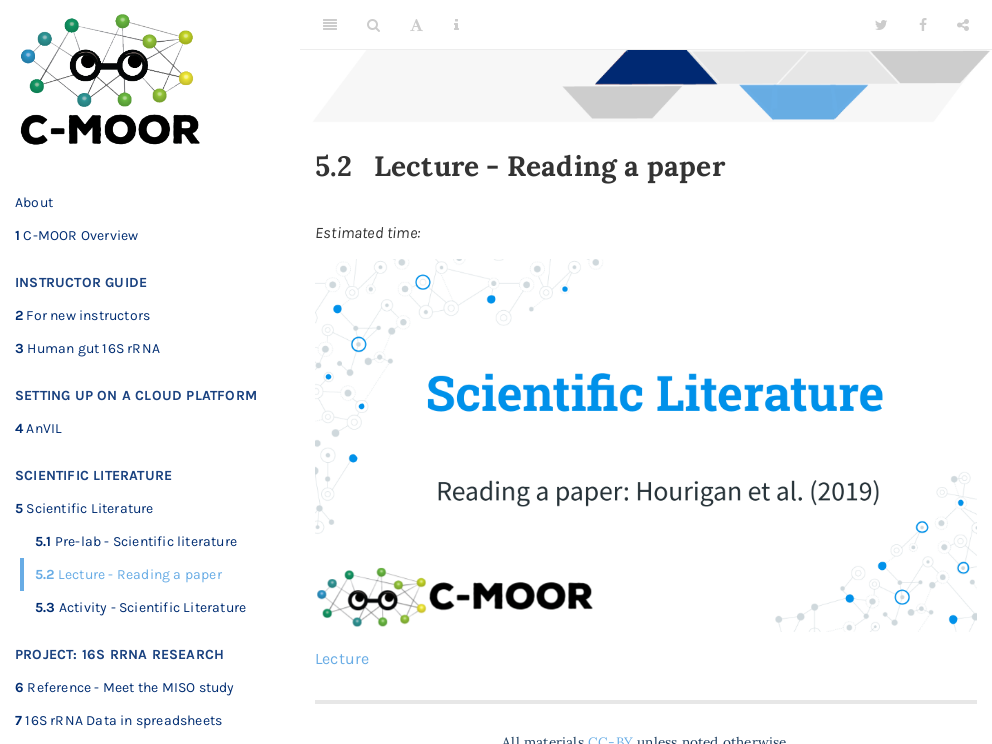 C-MOOR
About
1 C-MOOR Overview
INSTRUCTOR GUIDE
2 For new instructors
3 Human gut 16S rRNA
SETTING UP ON A CLOUD PLATFORM
4 AnVIL
SCIENTIFIC LITERATURE
5 Scientific Literature
5.1 Pre-lab - Scientific literature
5.2 Lecture - Reading a paper
5.3 Activity - Scientific Literature
PROJECT: 16S RRNA RESEARCH
6 Reference - Meet the MISO study
7 16S rRNA Data in spreadsheets
5.2 Lecture - Reading a paper
Estimated time:
Scientific Literature
Reading a paper: Hourigan et al. (2019)
C-MOOR
Lecture
All materials CC-BY unless noted otherwise